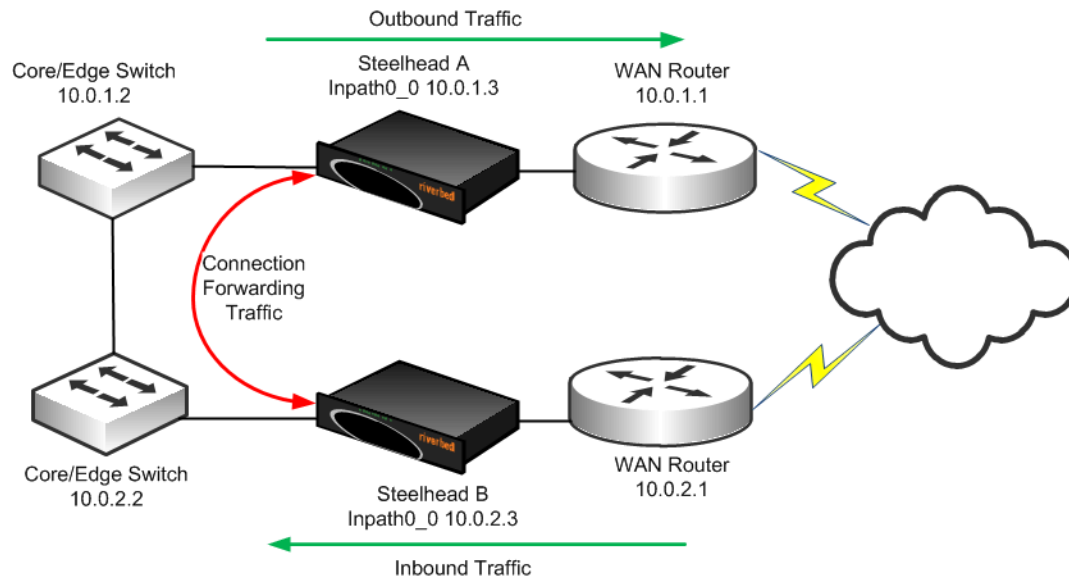 Outbound Traffic
Core/Edge Switch
10.0.1.2
Steelhead A
Inpath0_0 10.0.1.3
WAN Router
10.0.1.1
riverbed
Connection
Forwarding
Traffic
riverbed
Core/Edge Switch
10.0.2.2
Steelhead B
Inpath0_0 10.0.2.3
WAN Router
10.0.2.1
Inbound Traffic